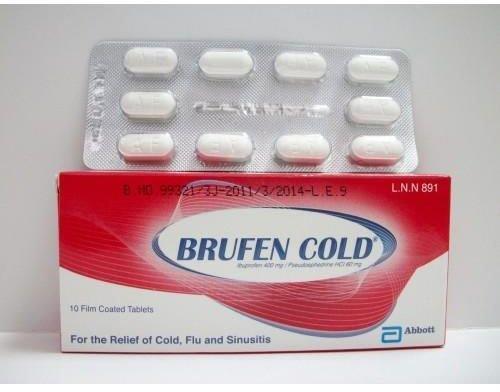 B.NO.99321/3J-2011/3/2014-L.E.9
L.N.N 891
BRUFEN COLD®
Ibuprofen 400 mg / Pseudoephedrine HCl 60 mg
10 Film Coated Tablets
For the Relief of Cold, Flu and Sinusitis
Abbott